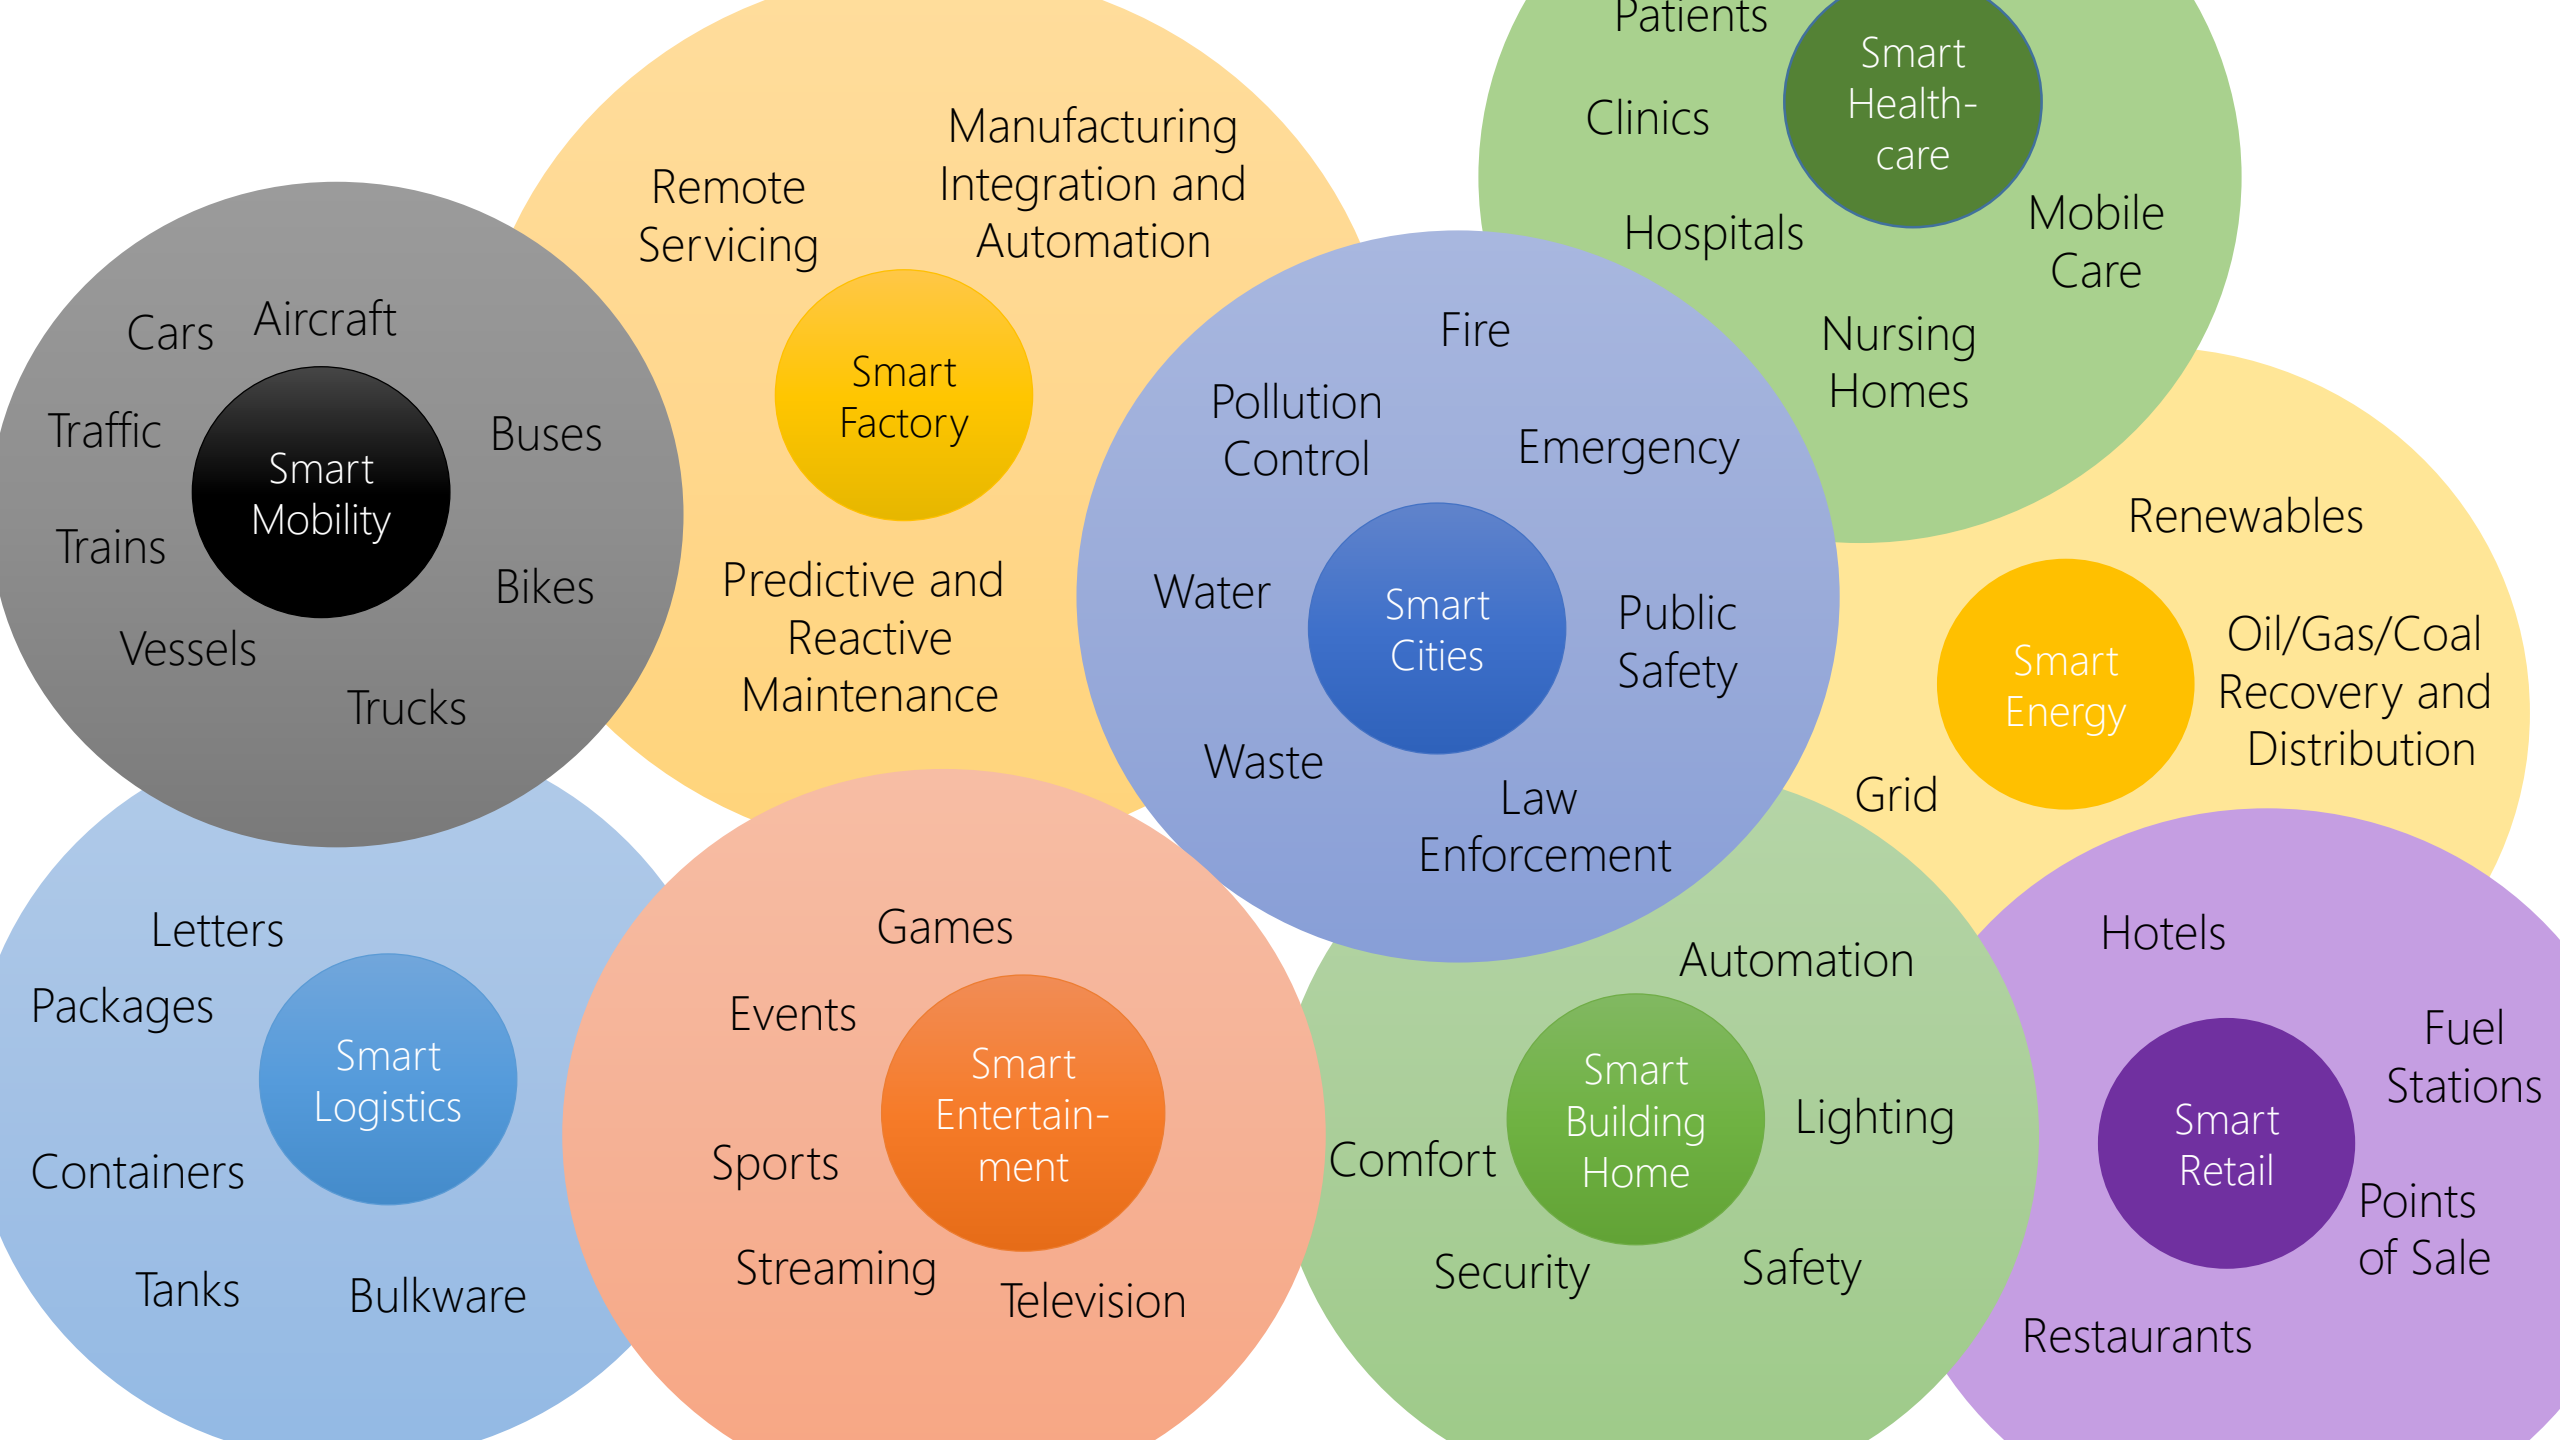 Patients
Smart
Health-
care
Clinics
Hospitals
Mobile
Care
Nursing
Homes
Manufacturing
Integration and
Automation
Remote
Servicing
Smart
Factory
Predictive and
Reactive
Maintenance
Cars
Aircraft
Traffic
Buses
Smart
Mobility
Trains
Bikes
Vessels
Trucks
Fire
Pollution
Control
Emergency
Water
Smart
Cities
Public
Safety
Waste
Law
Enforcement
Renewables
Smart
Energy
Oil/Gas/Coal
Recovery and
Distribution
Grid
Letters
Packages
Smart
Logistics
Containers
Tanks
Bulkware
Games
Events
Smart
Entertain-
ment
Sports
Streaming
Television
Automation
Smart
Building
Home
Lighting
Comfort
Security
Safety
Hotels
Fuel
Stations
Smart
Retail
Points
of Sale
Restaurants